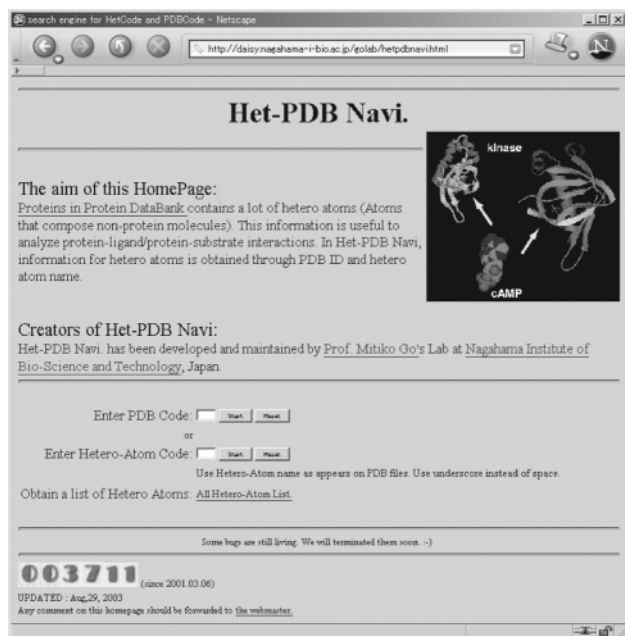 search engine for HetCode and PDBCode - Netscape
http://daisy.nagahama-i-bio.ac.jp/golab/hetpdbnavi.html
N
Het-PDB Navi.
kinase
cAMP
The aim of this HomePage:
Proteins in Protein DataBank contains a lot of hetero atoms (Atoms
that compose non-protein molecules). This information is useful to
analyze protein-ligand/protein-substrate interactions. In Het-PDB Navi,
information for hetero atoms is obtained through PDB ID and hetero
atom name.
Creators of Het-PDB Navi:
Het-PDB Navi. has been developed and maintained by Prof. Mitiko Go's Lab at Nagahama Institute of
Bio-Science and Technology, Japan.
Enter PDB Code: Start Reset
or
Enter Hetero-Atom Code: Start Reset
Use Hetero-Atom name as appears on PDB files. Use underscore instead of space.
Obtain a list of Hetero Atoms: All Hetero-Atom List.
Some bugs are still living. We will terminated them soon. :-)
003711 (since 2001.03.06)
UPDATED : Aug,29, 2003
Any comment on this homepage should be forwarded to the webmaster.